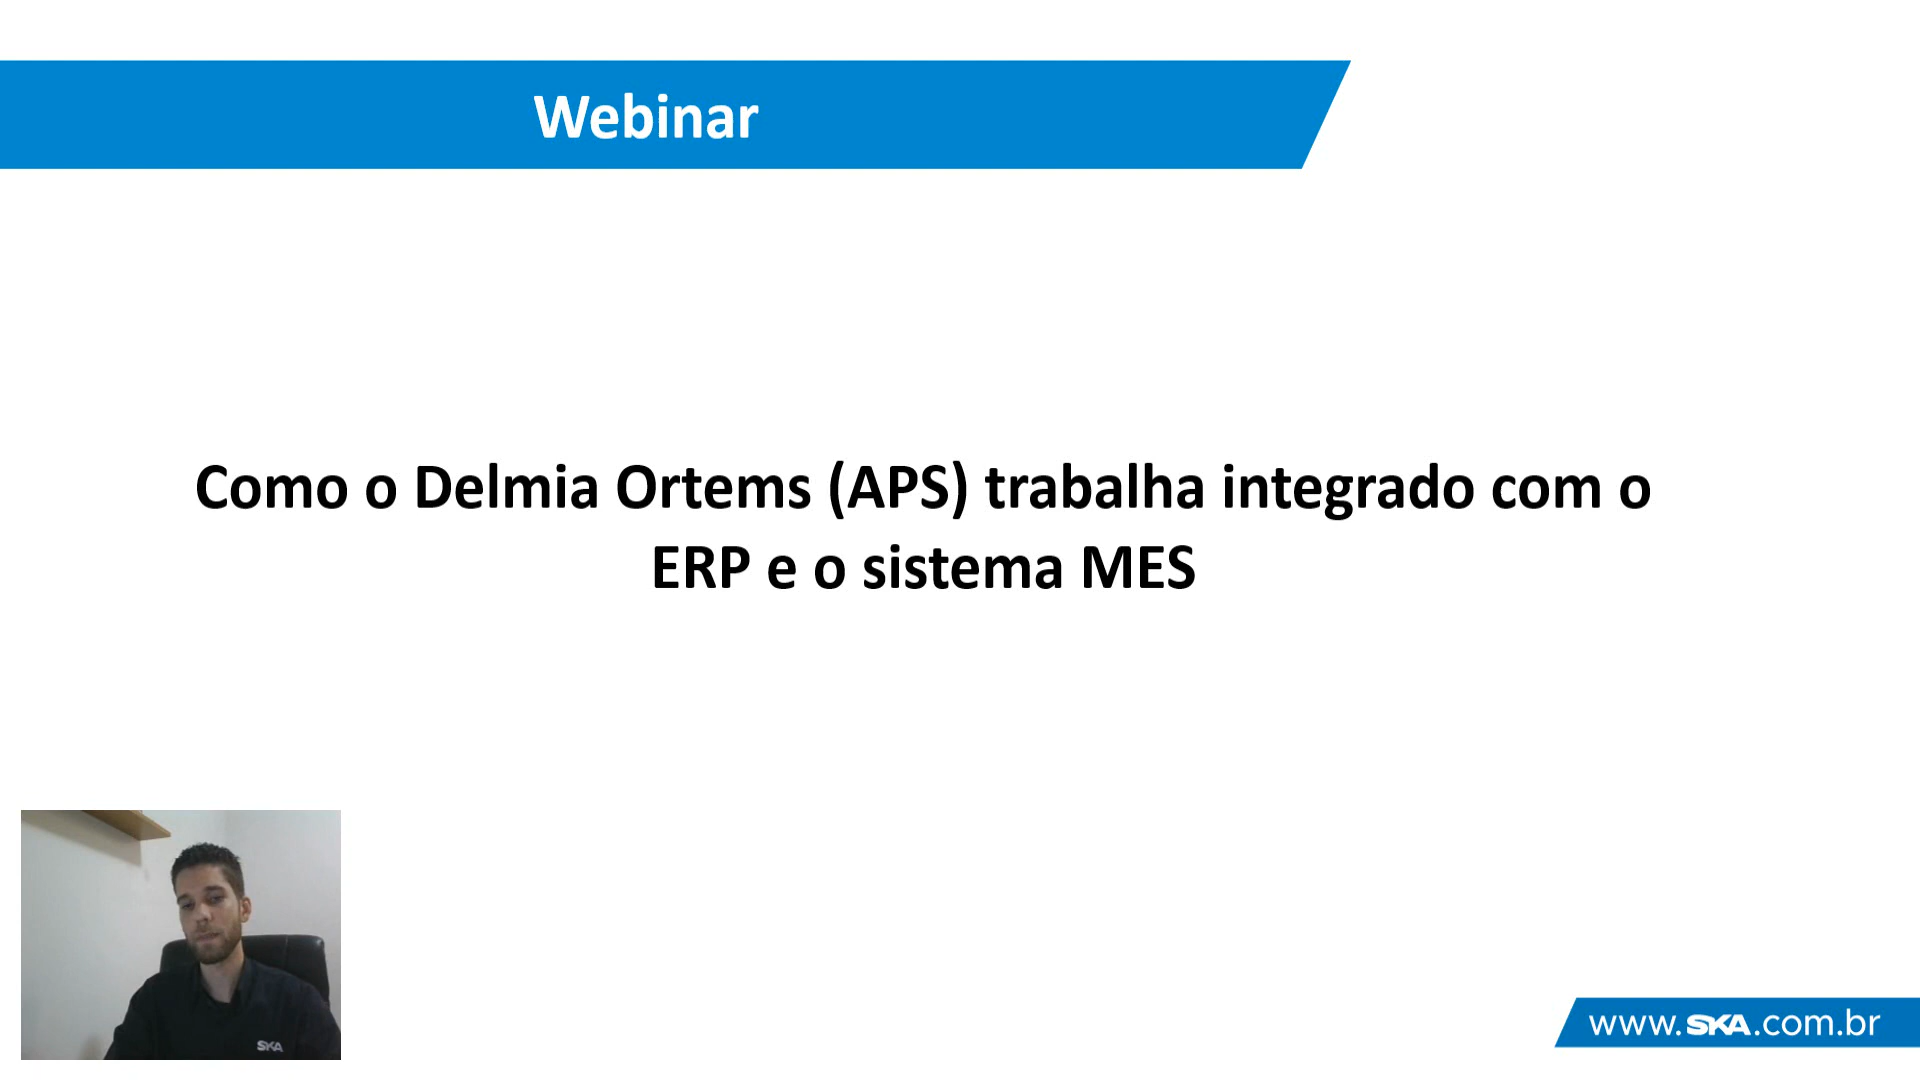 Webinar
Como o Delmia Ortems (APS) trabalha integrado com o
ERP e o sistema MES
SKA
www.SKA.com.br